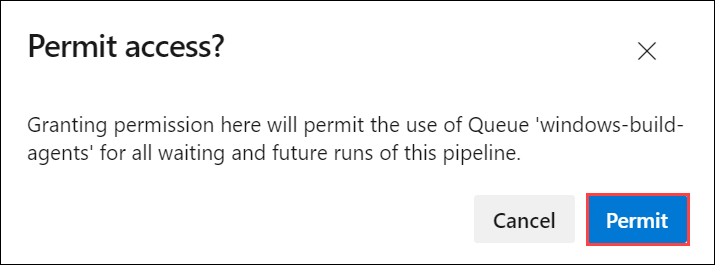 Permit access?
Granting permission here will permit the use of Queue 'windows-build-
agents' for all waiting and future runs of this pipeline.
Cancel Permit